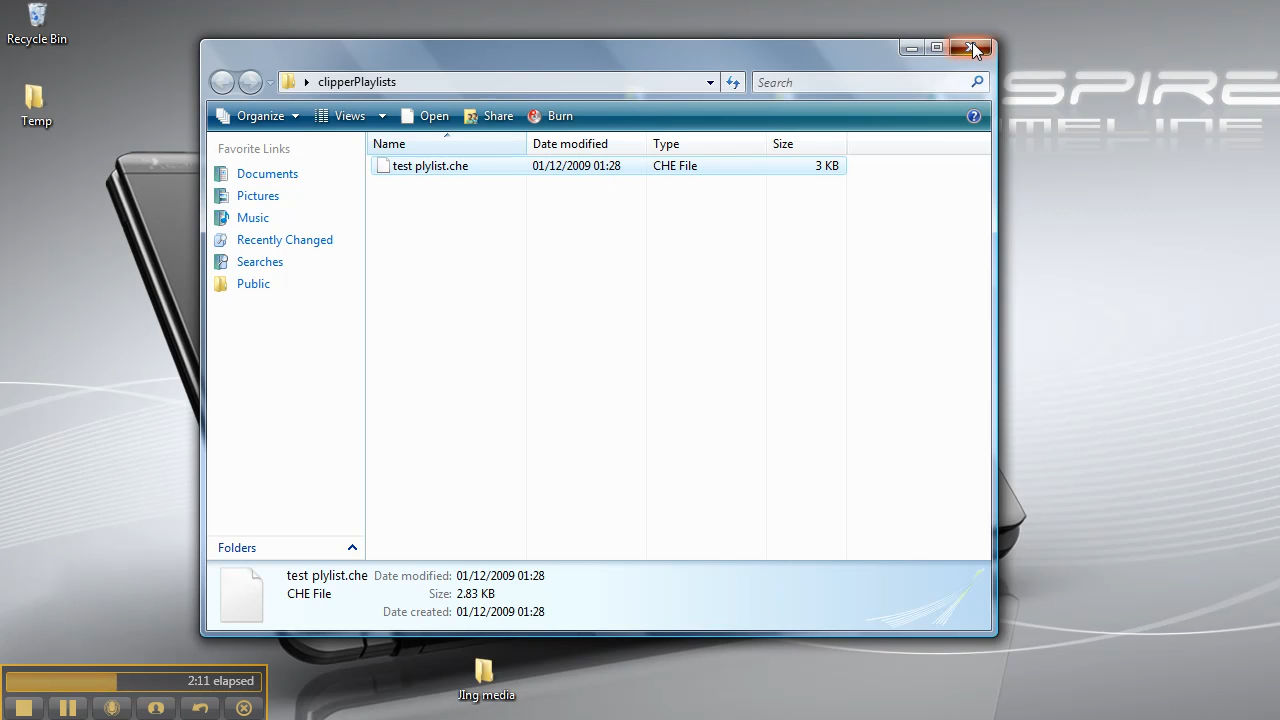 Recycle Bin
Temp
clipperPlaylists
Search
Organize Views Open Share Burn
Favorite Links
Documents
Pictures
Music
Recently Changed
Searches
Public
Folders
Name Date modified Type Size
test plylist.che 01/12/2009 01:28 CHE File 3 KB
test plylist.che Date modified: 01/12/2009 01:28
CHE File Size: 2.83 KB
Date created: 01/12/2009 01:28
SPIRE
MELINE
2:11 elapsed
JIng media